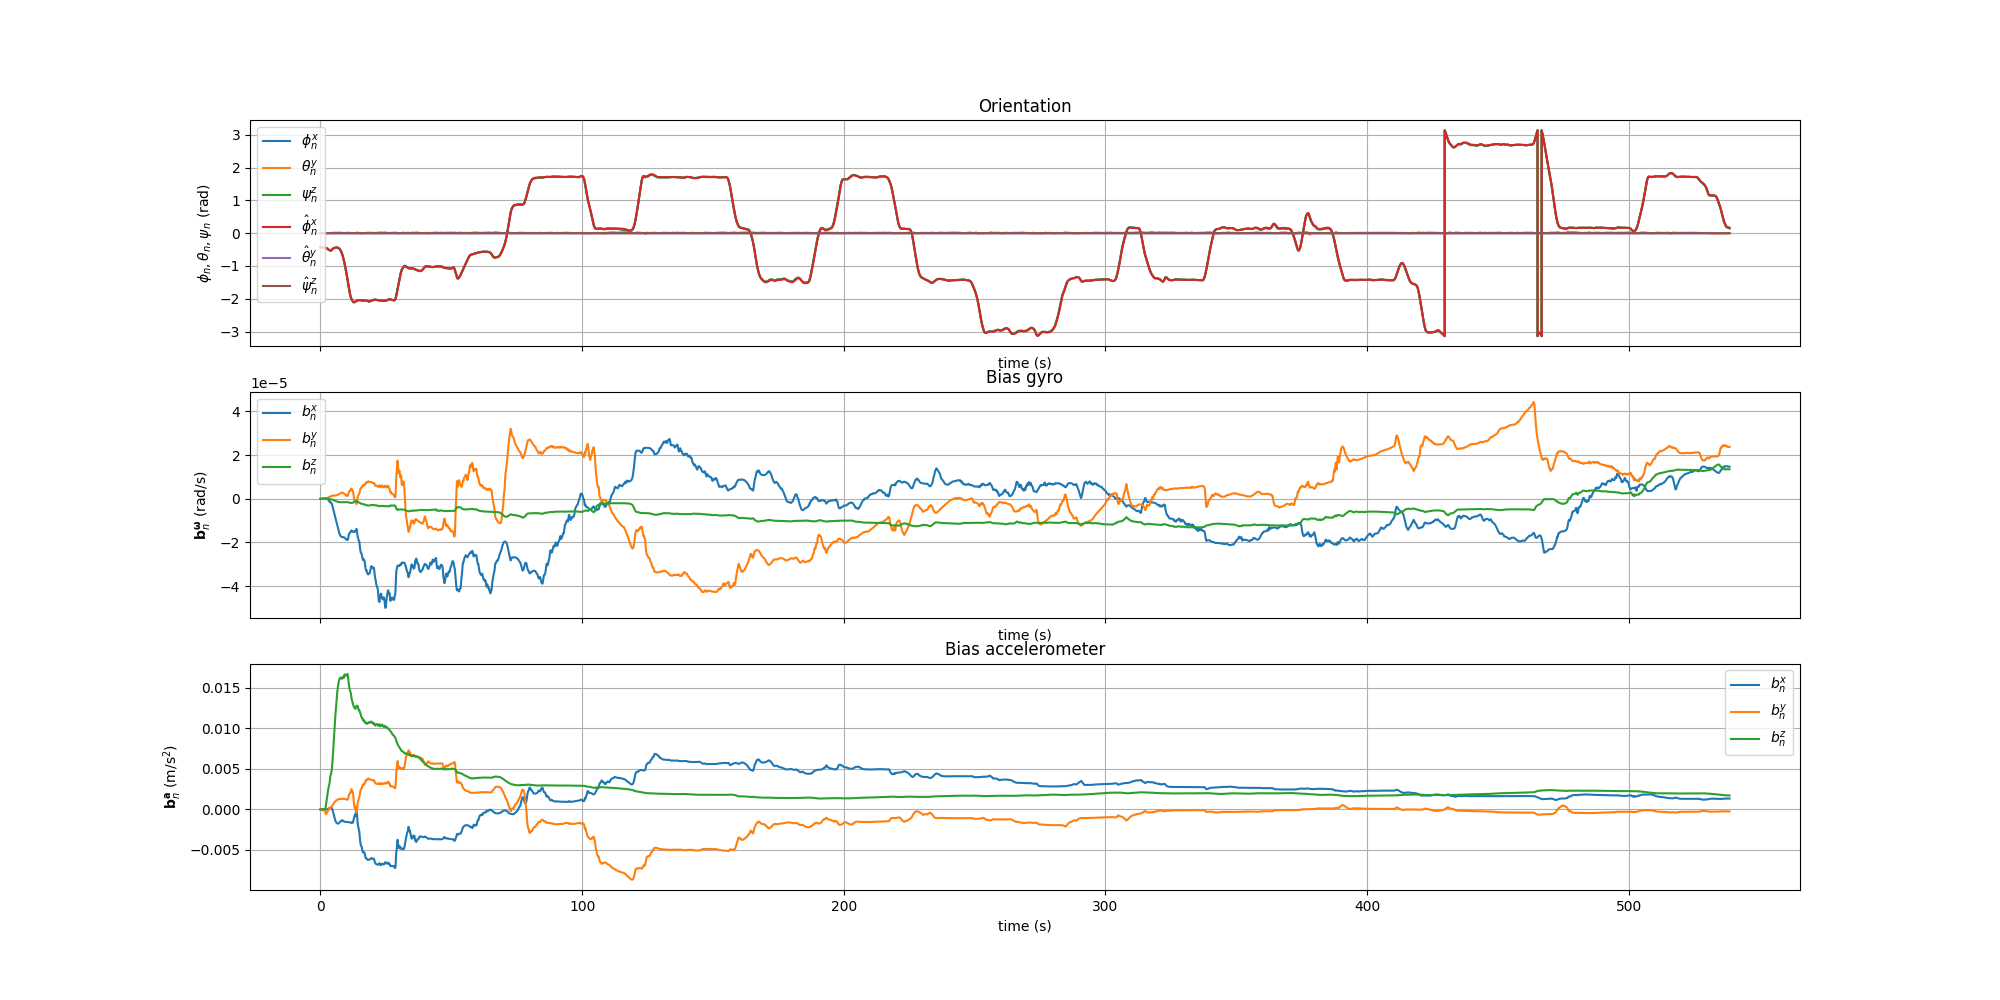 Orientation
3
2
1
0
−1
−2
−3
ϕₙ, θₙ, ψₙ (rad)
ϕₙˣ
θₙʸ
ψₙᶻ
ϕ̂ₙˣ
θ̂ₙʸ
ψ̂ₙᶻ
time (s)
Bias gyro
1e−5
4
2
0
−2
−4
bₙ^ω (rad/s)
bₙˣ
bₙʸ
bₙᶻ
time (s)
Bias accelerometer
0.015
0.010
0.005
0.000
−0.005
bₙᵃ (m/s²)
bₙˣ
bₙʸ
bₙᶻ
0 100 200 300 400 500
time (s)